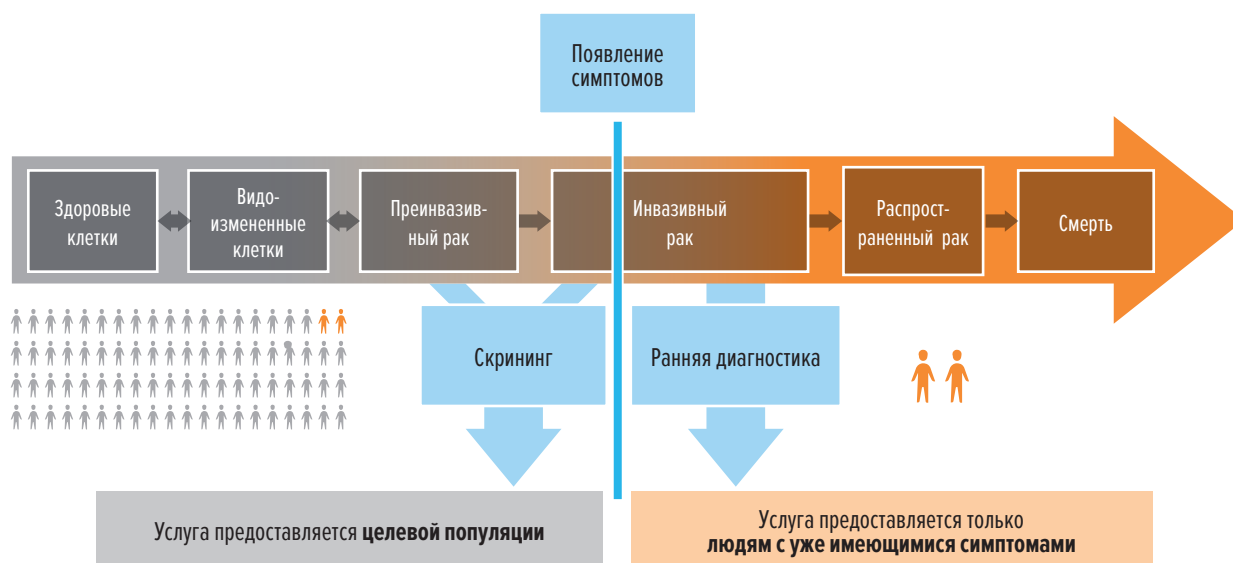 Появление
симптомов
Здоровые
клетки
Видо-
измененные
клетки
Преинвазив-
ный рак
Инвазивный
рак
Распрост-
раненный рак
Смерть
Скрининг
Ранняя диагностика
Услуга предоставляется целевой популяции
Услуга предоставляется только
людям с уже имеющимися симптомами